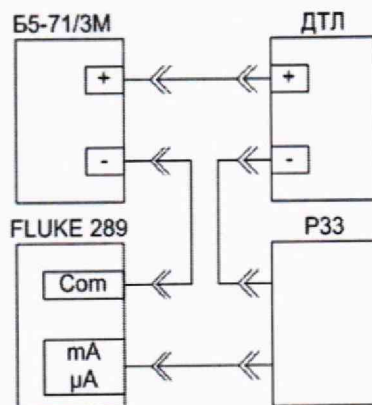 Б5-71/3М
ДТЛ
+
+
-
-
FLUKE 289
Р33
Com
mA
µA